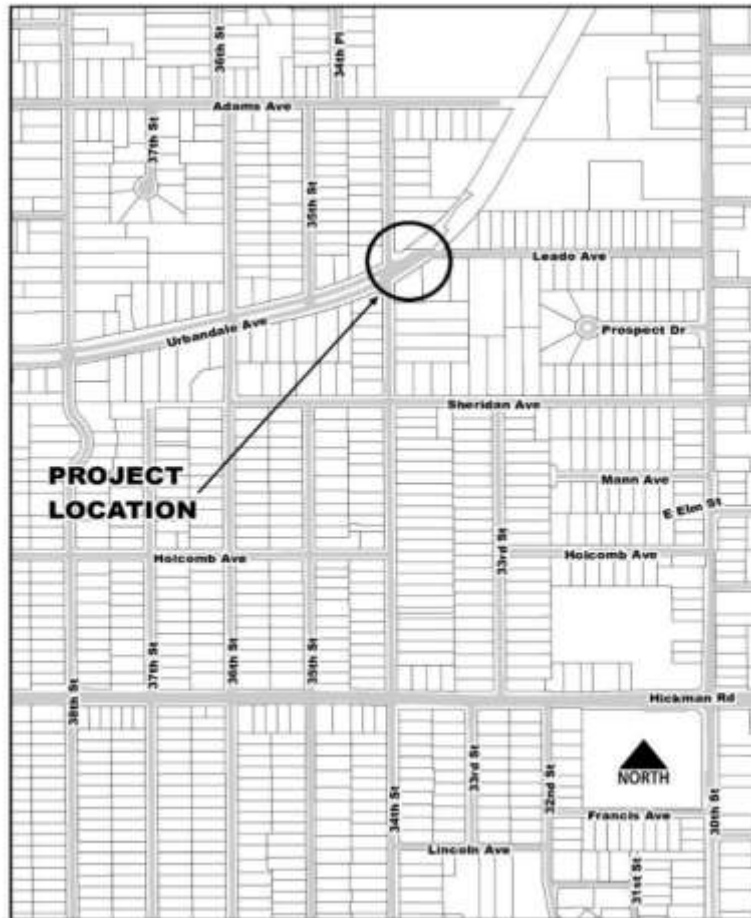 36th St
34th Pl
Adams Ave
37th St
35th St
Leado Ave
Urbandale Ave
Prospect Dr
Sheridan Ave
PROJECT
LOCATION
Mann Ave
E Elm St
33rd St
Holcomb Ave
Holcomb Ave
38th St
37th St
36th St
35th St
Hickman Rd
34th St
33rd St
32nd St
NORTH
30th St
Francis Ave
Lincoln Ave
31st St